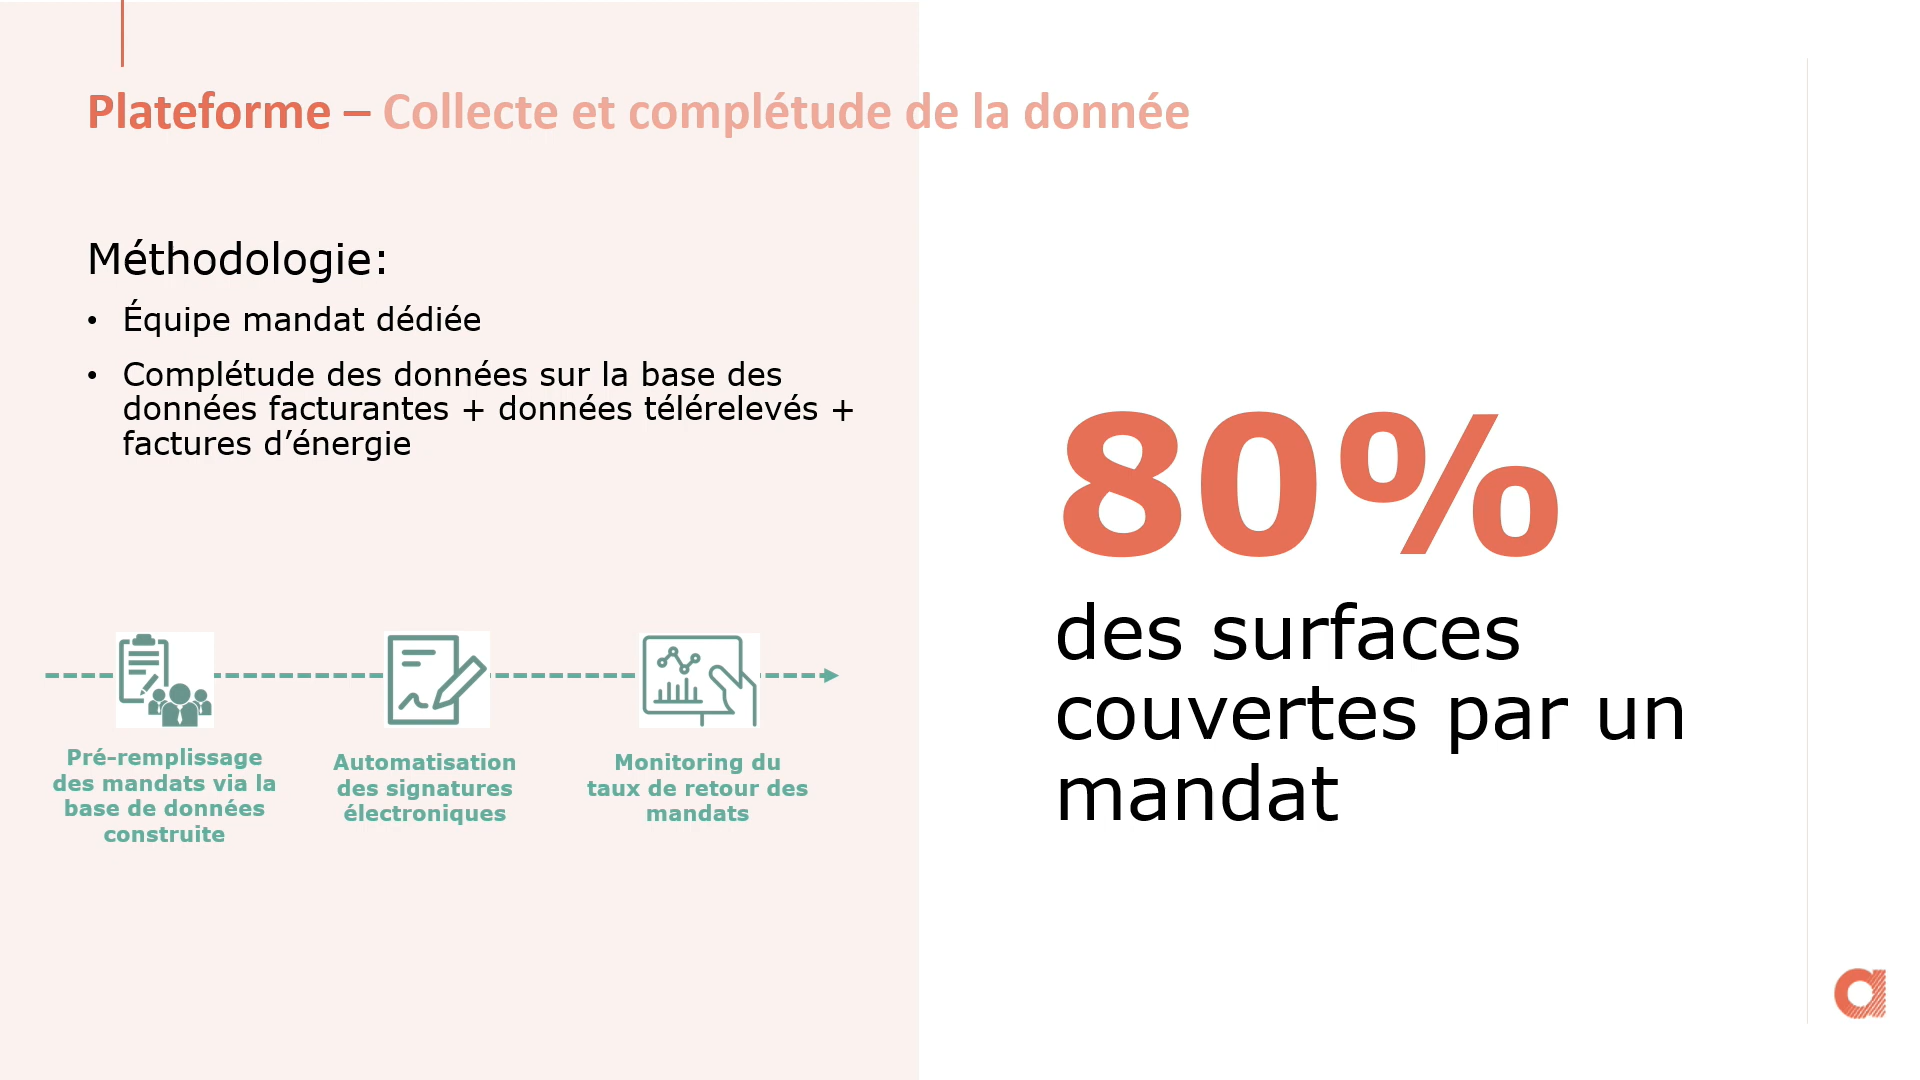 Plateforme – Collecte et complétude de la donnée
Méthodologie:
• Équipe mandat dédiée
• Complétude des données sur la base des
données facturantes + données télérelevés +
factures d’énergie
Pré-remplissage
des mandats via la
base de données
construite
Automatisation
des signatures
électroniques
Monitoring du
taux de retour des
mandats
80%
des surfaces
couvertes par un
mandat
a